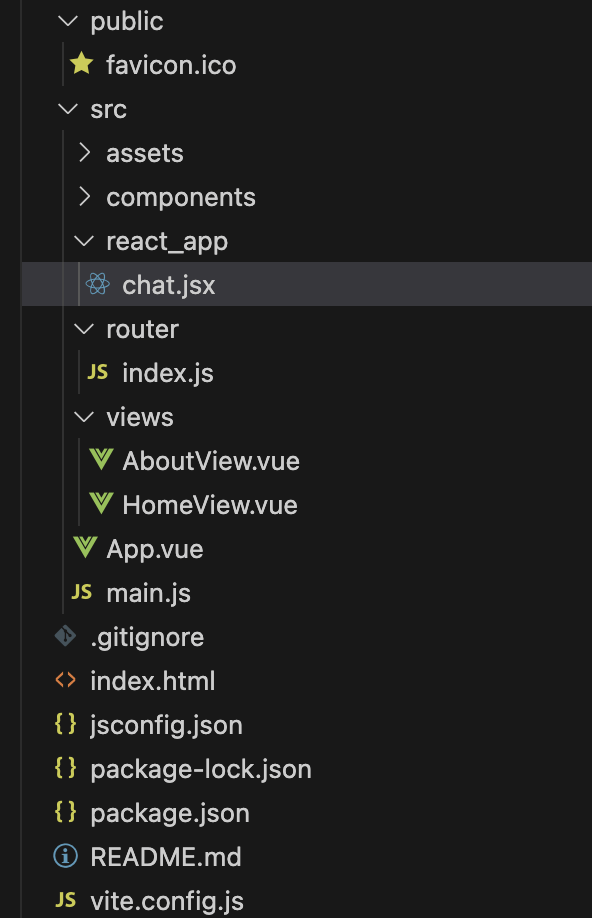 public
favicon.ico
src
assets
components
react_app
chat.jsx
router
JS index.js
views
AboutView.vue
HomeView.vue
App.vue
JS main.js
.gitignore
<> index.html
{} jsconfig.json
{} package-lock.json
{} package.json
README.md
JS vite.config.js